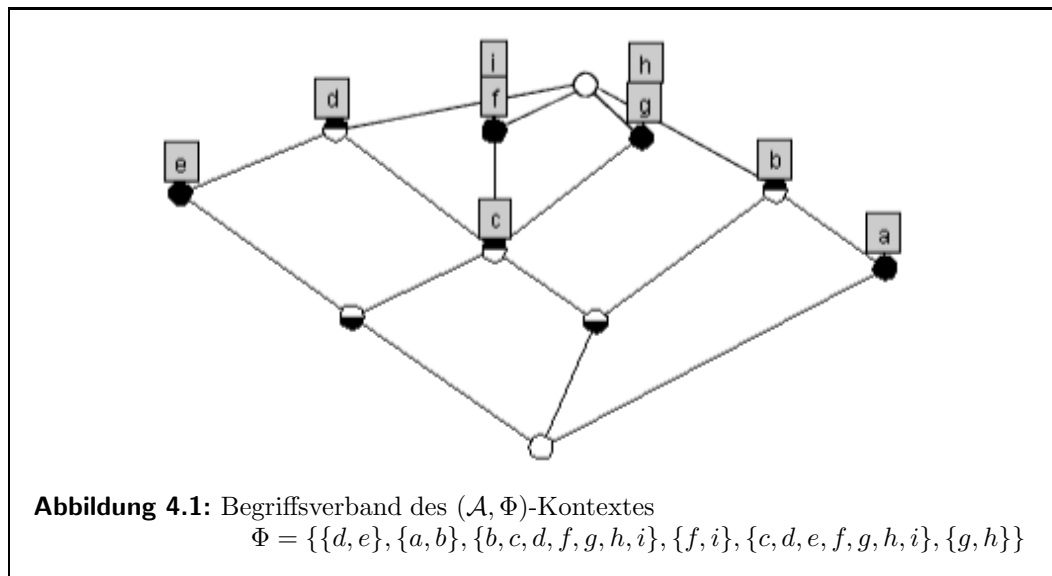 i
h
d
f
g
e
b
c
a
Abbildung 4.1: Begriffsverband des (𝒜, Φ)-Kontextes
Φ = {{d, e}, {a, b}, {b, c, d, f, g, h, i}, {f, i}, {c, d, e, f, g, h, i}, {g, h}}